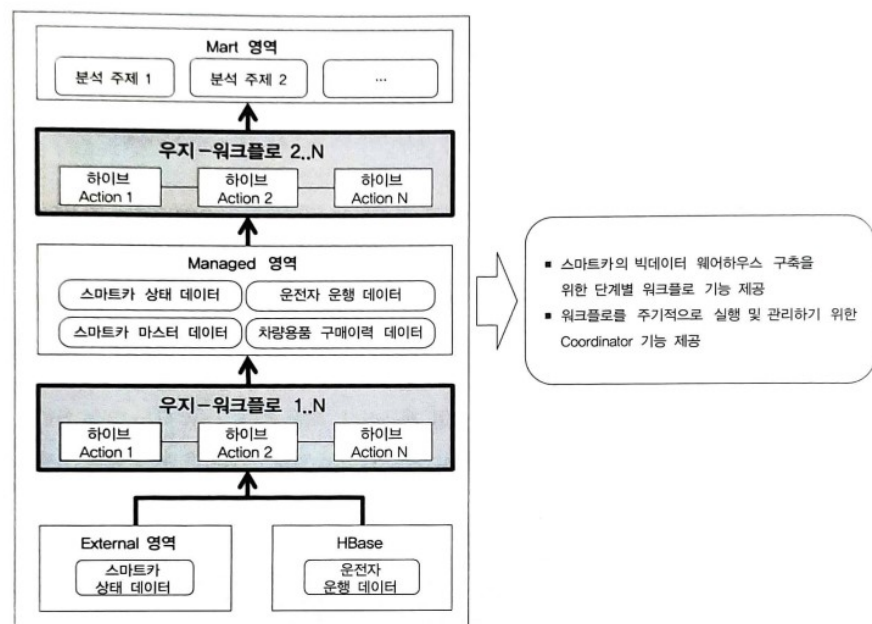 Mart 영역
분석 주제 1
분석 주제 2
...
우지-워크플로 2..N
하이브
Action 1
하이브
Action 2
하이브
Action N
Managed 영역
스마트카 상태 데이터
운전자 운행 데이터
스마트카 마스터 데이터
차량용품 구매이력 데이터
우지-워크플로 1..N
하이브
Action 1
하이브
Action 2
하이브
Action N
External 영역
스마트카
상태 데이터
HBase
운전자
운행 데이터
■ 스마트카의 빅데이터 웨어하우스 구축을
위한 단계별 워크플로 기능 제공
■ 워크플로를 주기적으로 실행 및 관리하기 위한
Coordinator 기능 제공